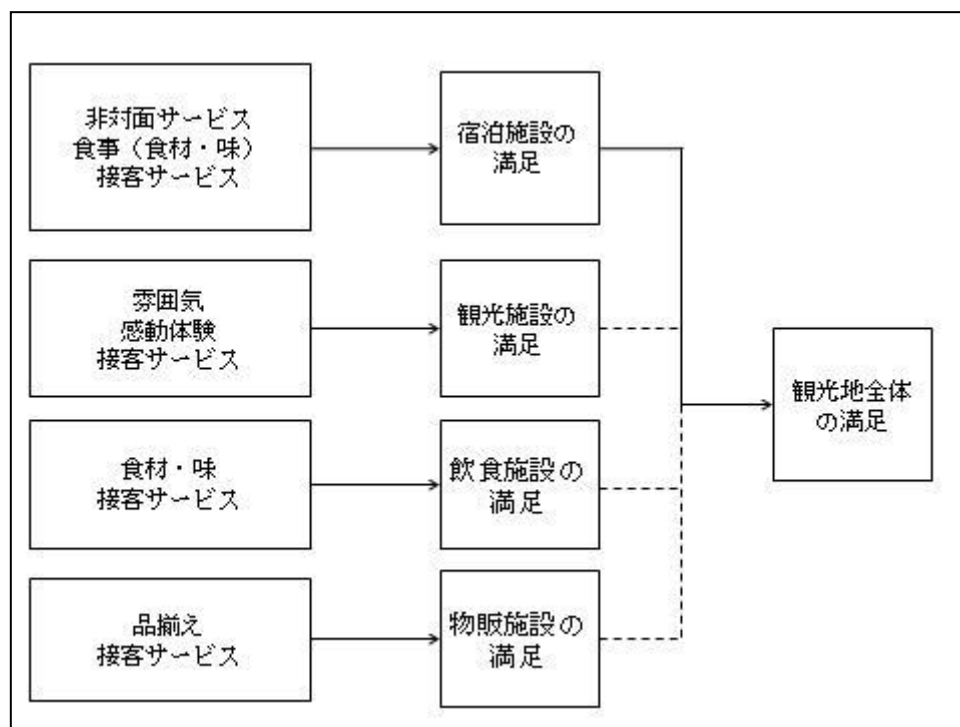 非対面サービス
食事（食材・味）
接客サービス
宿泊施設の
満足
雰囲気
感動体験
接客サービス
観光施設の
満足
観光地全体
の満足
食材・味
接客サービス
飲食施設の
満足
品揃え
接客サービス
物販施設の
満足